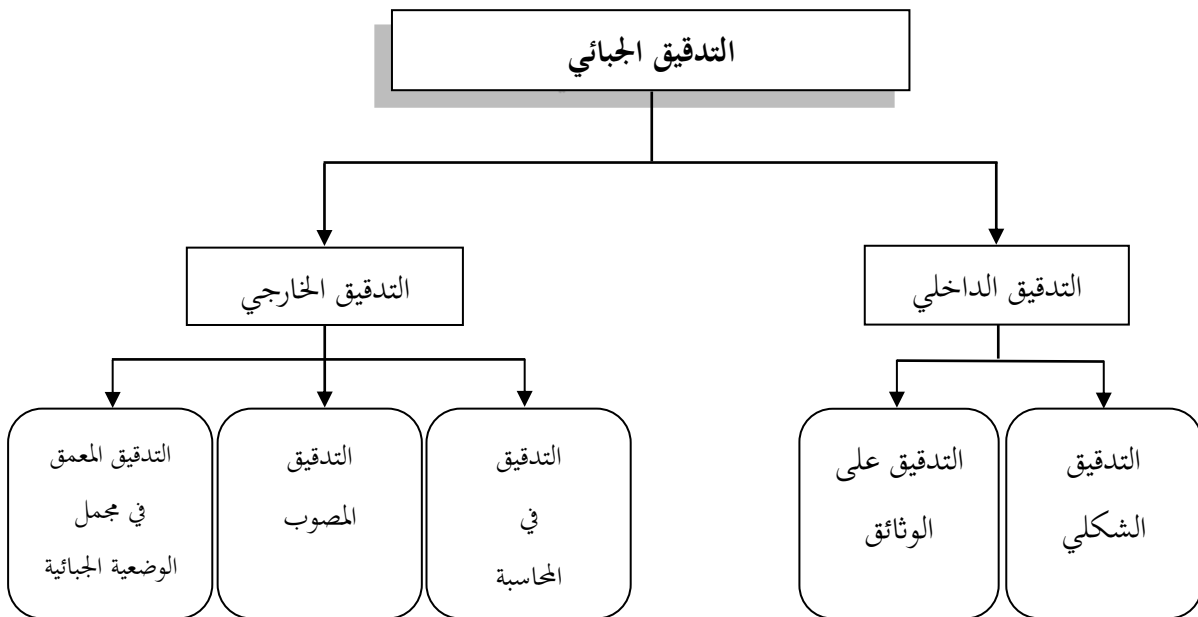 التدقيق الجبائي
التدقيق الداخلي
التدقيق الخارجي
التدقيق
الشكلي
التدقيق على
الوثائق
التدقيق
في
المحاسبة
التدقيق
المصوب
التدقيق المعمق
في مجمل
الوضعية الجبائية